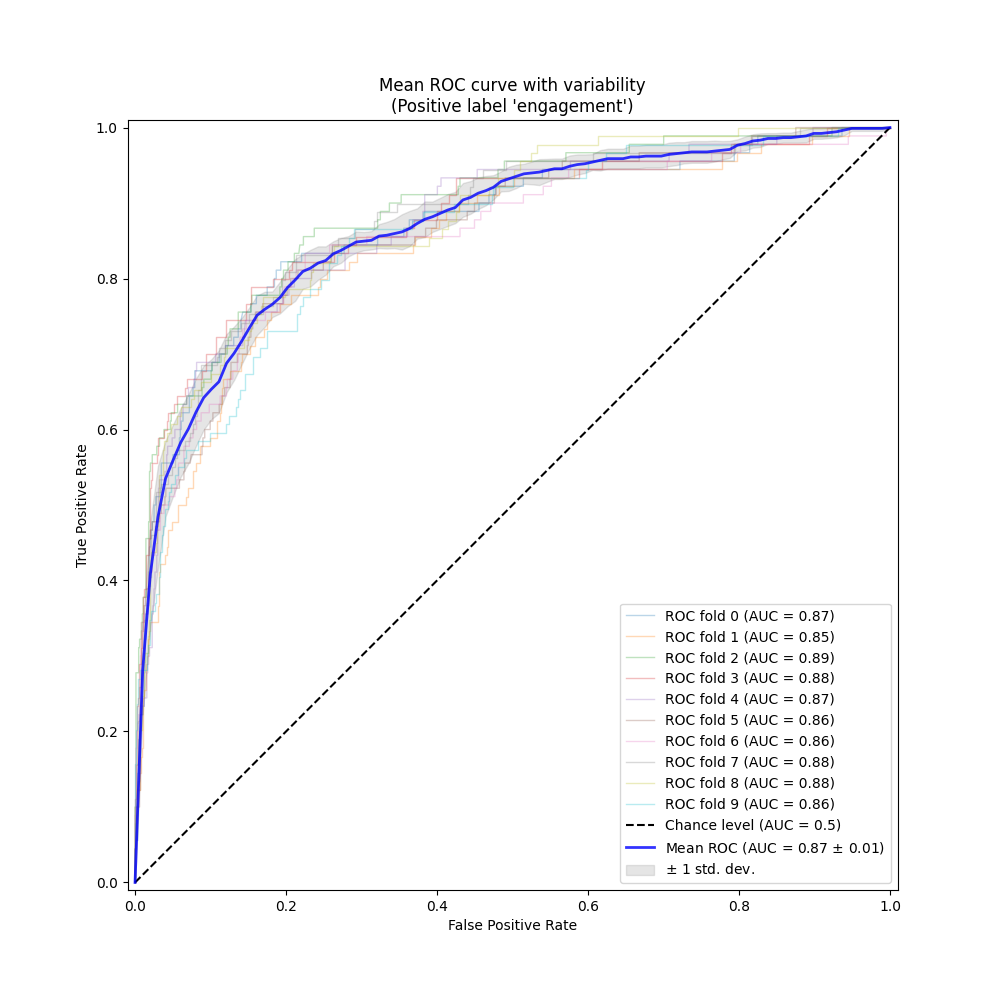 Mean ROC curve with variability
(Positive label 'engagement')
1.0
0.8
0.6
0.4
0.2
0.0
True Positive Rate
0.0 0.2 0.4 0.6 0.8 1.0
False Positive Rate
ROC fold 0 (AUC = 0.87)
ROC fold 1 (AUC = 0.85)
ROC fold 2 (AUC = 0.89)
ROC fold 3 (AUC = 0.88)
ROC fold 4 (AUC = 0.87)
ROC fold 5 (AUC = 0.86)
ROC fold 6 (AUC = 0.86)
ROC fold 7 (AUC = 0.88)
ROC fold 8 (AUC = 0.88)
ROC fold 9 (AUC = 0.86)
Chance level (AUC = 0.5)
Mean ROC (AUC = 0.87 ± 0.01)
± 1 std. dev.